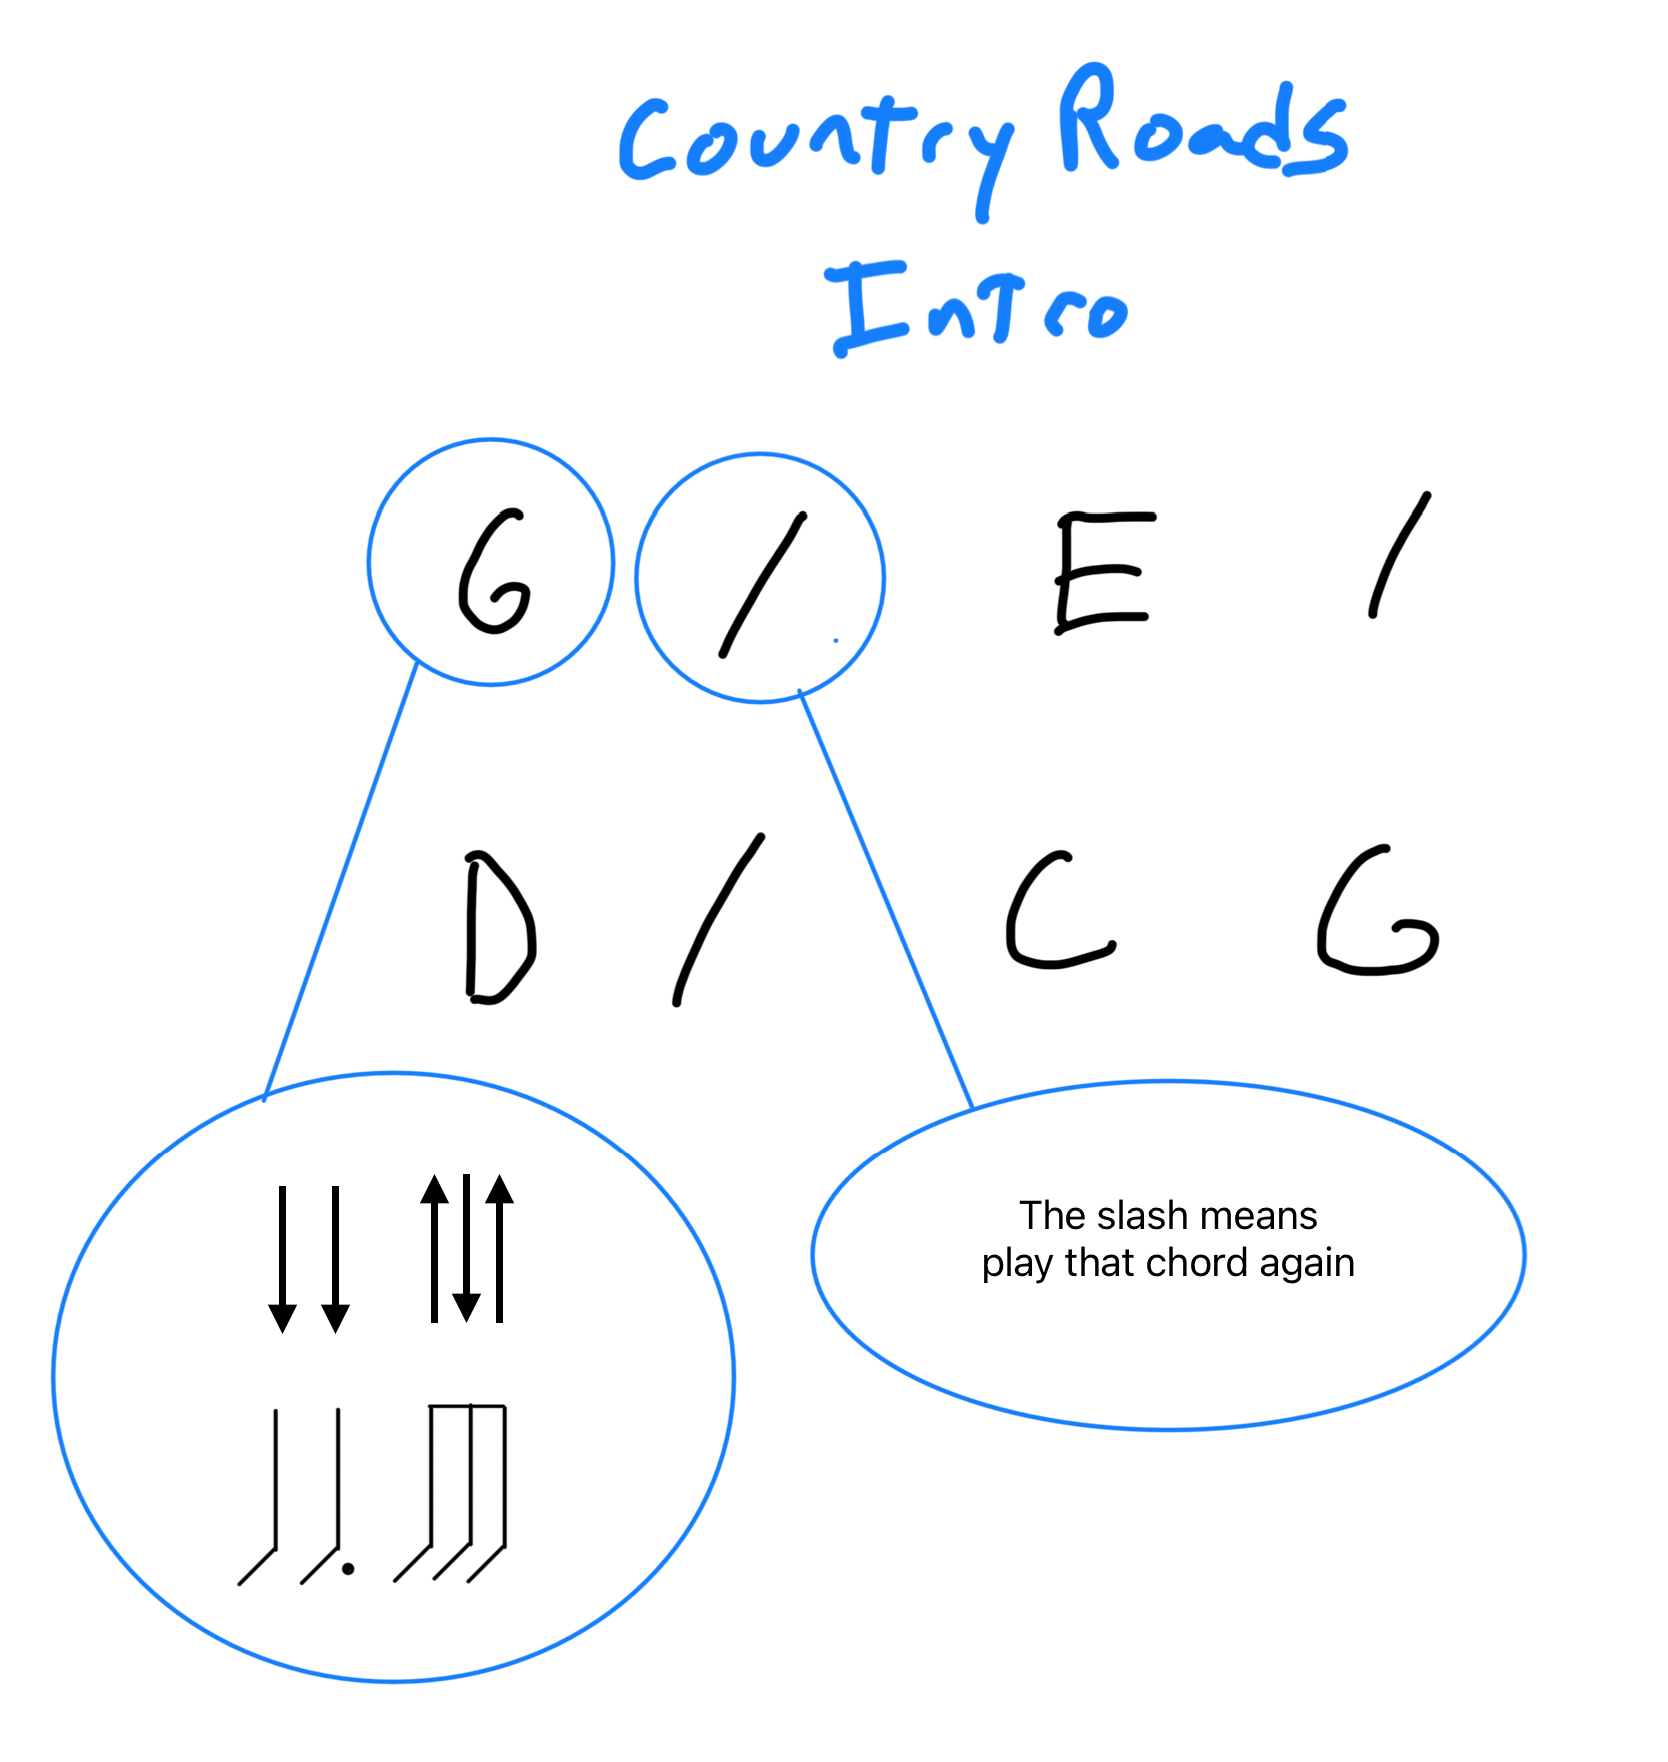 Country Roads
Intro
G / E /
D / C G
The slash means
play that chord again